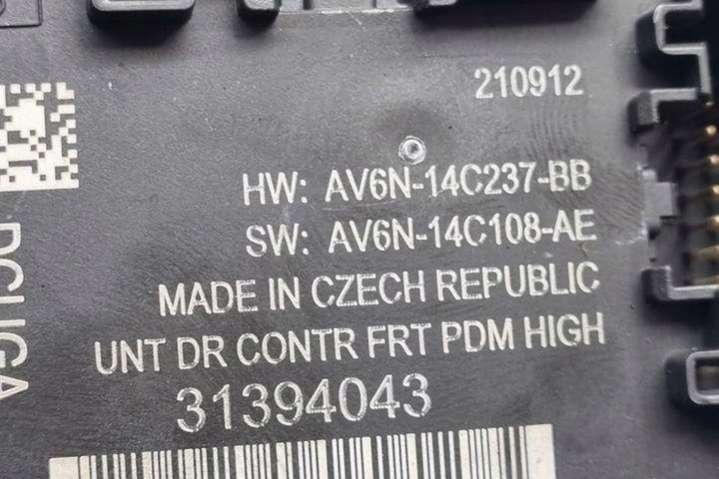 210912
HW: AV6N-14C237-BB
SW: AV6N-14C108-AE
MADE IN CZECH REPUBLIC
UNT DR CONTR FRT PDM HIGH
31394043